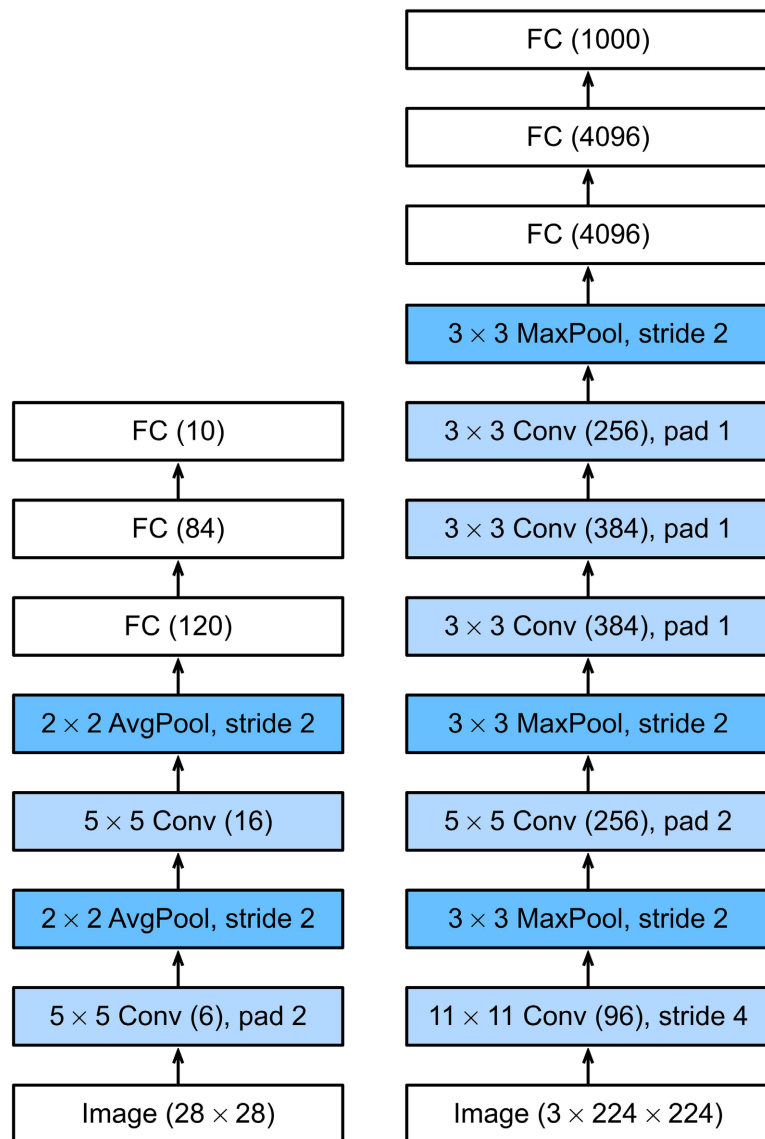 FC (10)
FC (84)
FC (120)
2 × 2 AvgPool, stride 2
5 × 5 Conv (16)
2 × 2 AvgPool, stride 2
5 × 5 Conv (6), pad 2
Image (28 × 28)
FC (1000)
FC (4096)
FC (4096)
3 × 3 MaxPool, stride 2
3 × 3 Conv (256), pad 1
3 × 3 Conv (384), pad 1
3 × 3 Conv (384), pad 1
3 × 3 MaxPool, stride 2
5 × 5 Conv (256), pad 2
3 × 3 MaxPool, stride 2
11 × 11 Conv (96), stride 4
Image (3 × 224 × 224)